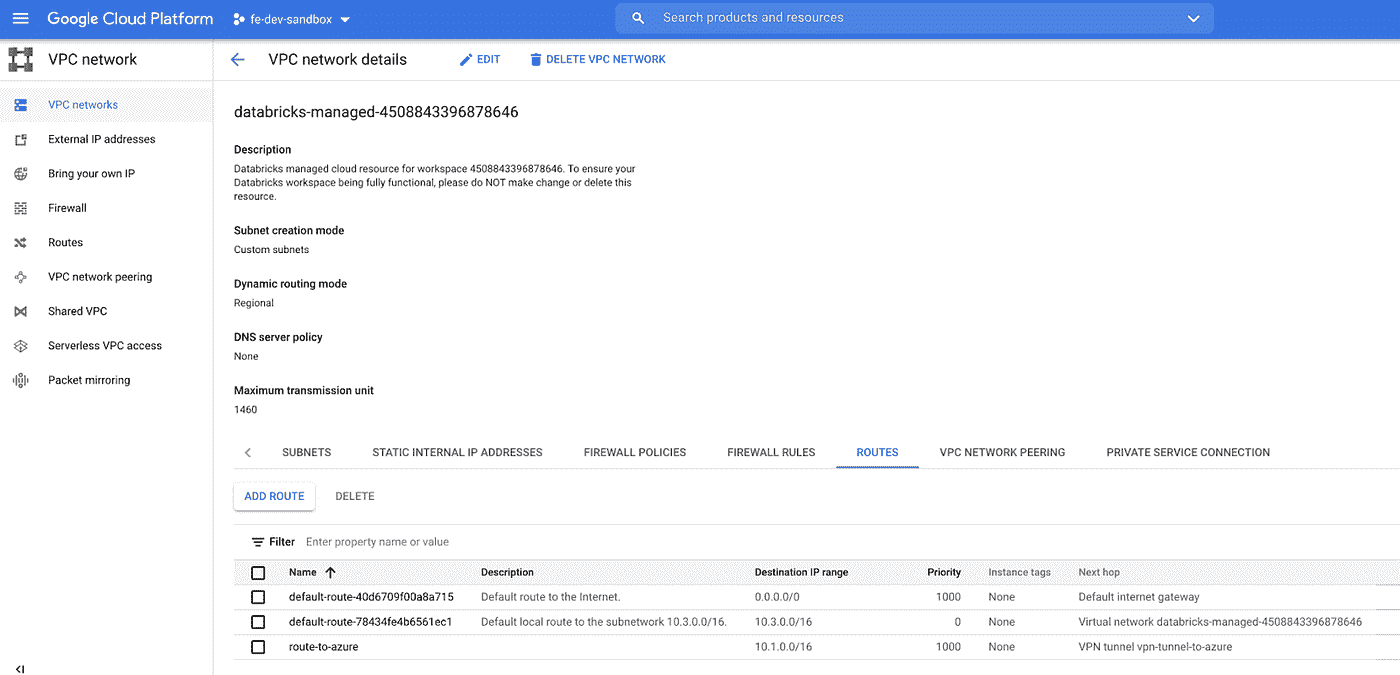 Google Cloud Platform fe-dev-sandbox Search products and resources
VPC network
VPC networks
External IP addresses
Bring your own IP
Firewall
Routes
VPC network peering
Shared VPC
Serverless VPC access
Packet mirroring
VPC network details EDIT DELETE VPC NETWORK
databricks-managed-4508843396878646
Description
Databricks managed cloud resource for workspace 4508843396878646. To ensure your
Databricks workspace being fully functional, please do NOT make change or delete this
resource.
Subnet creation mode
Custom subnets
Dynamic routing mode
Regional
DNS server policy
None
Maximum transmission unit
1460
SUBNETS STATIC INTERNAL IP ADDRESSES FIREWALL POLICIES FIREWALL RULES ROUTES VPC NETWORK PEERING PRIVATE SERVICE CONNECTION
ADD ROUTE DELETE
Filter Enter property name or value
Name Description Destination IP range Priority Instance tags Next hop
default-route-40d6709f00a8a715 Default route to the Internet. 0.0.0.0/0 1000 None Default internet gateway
default-route-78434fe4b6561ec1 Default local route to the subnetwork 10.3.0.0/16. 10.3.0.0/16 0 None Virtual network databricks-managed-4508843396878646
route-to-azure 10.1.0.0/16 1000 None VPN tunnel vpn-tunnel-to-azure